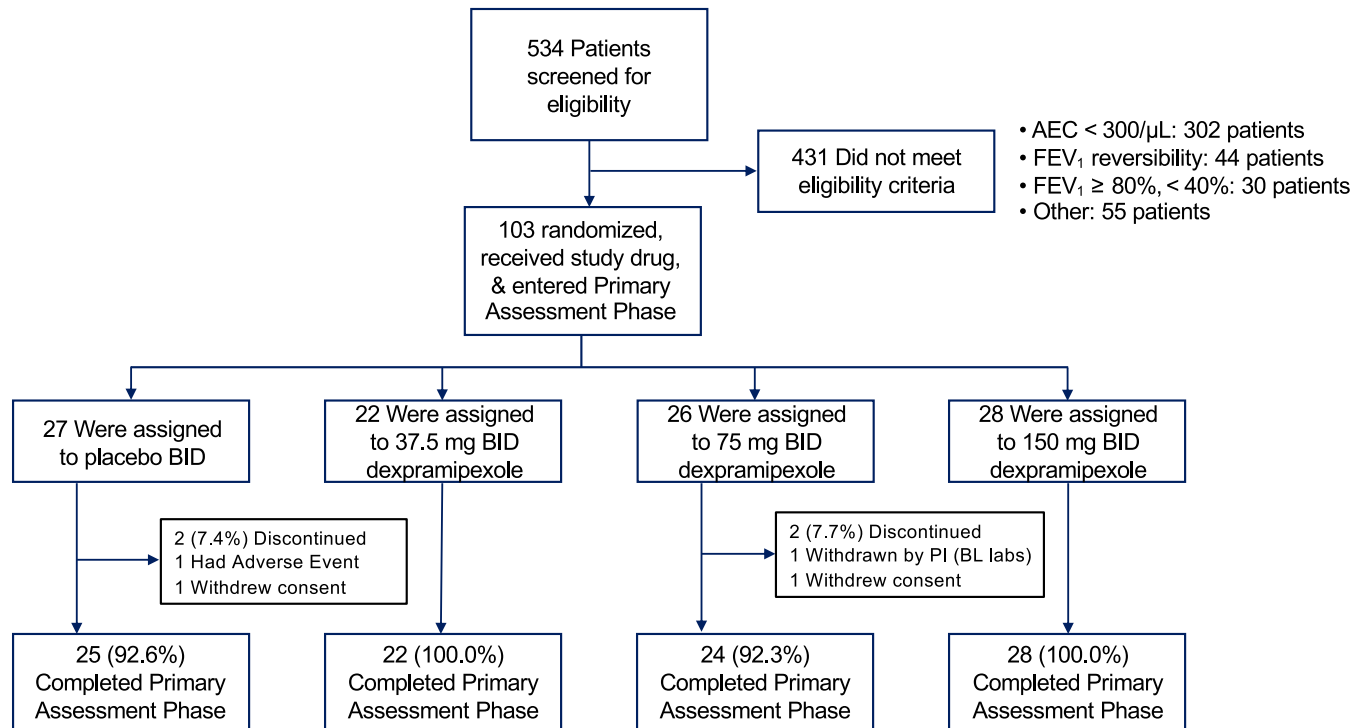 534 Patients
screened for
eligibility
431 Did not meet
eligibility criteria
• AEC < 300/µL: 302 patients
• FEV₁ reversibility: 44 patients
• FEV₁ ≥ 80%, < 40%: 30 patients
• Other: 55 patients
103 randomized,
received study drug,
& entered Primary
Assessment Phase
27 Were assigned
to placebo BID
22 Were assigned
to 37.5 mg BID
dexpramipexole
26 Were assigned
to 75 mg BID
dexpramipexole
28 Were assigned
to 150 mg BID
dexpramipexole
2 (7.4%) Discontinued
1 Had Adverse Event
1 Withdrew consent
2 (7.7%) Discontinued
1 Withdrawn by PI (BL labs)
1 Withdrew consent
25 (92.6%)
Completed Primary
Assessment Phase
22 (100.0%)
Completed Primary
Assessment Phase
24 (92.3%)
Completed Primary
Assessment Phase
28 (100.0%)
Completed Primary
Assessment Phase